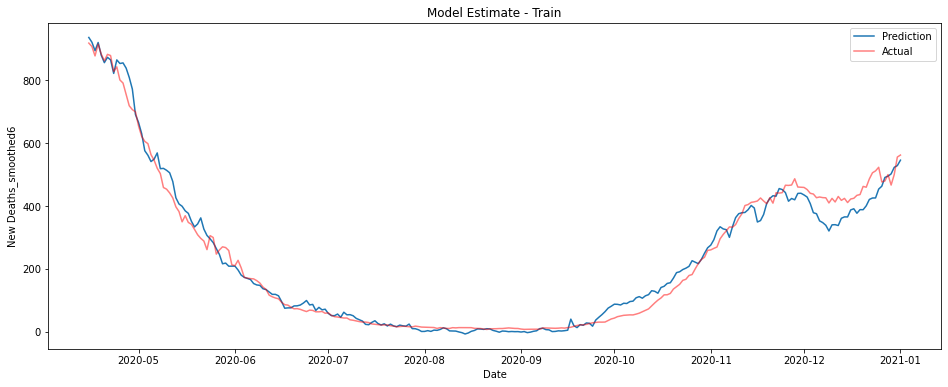 Model Estimate - Train
Prediction
Actual
New Deaths_smoothed6
800
600
400
200
0
2020-05
2020-06
2020-07
2020-08
2020-09
2020-10
2020-11
2020-12
2021-01
Date